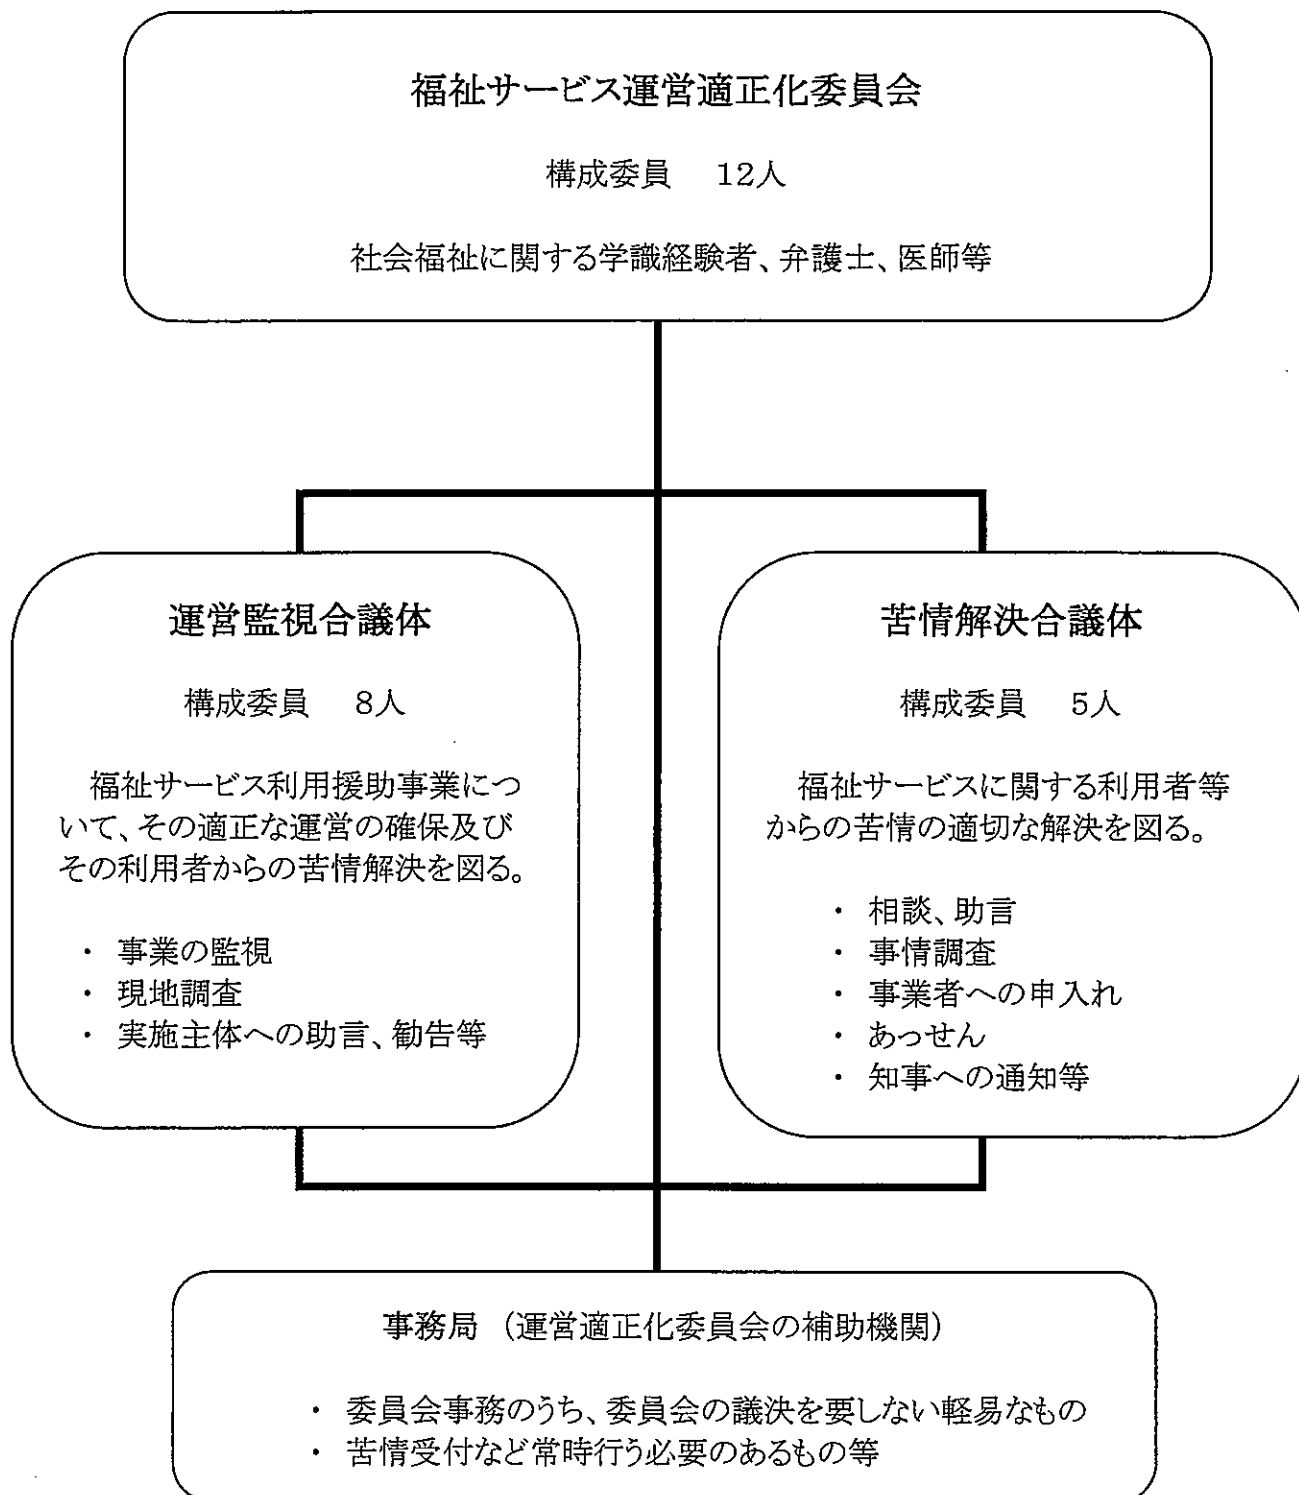 福祉サービス運営適正化委員会
構成委員　12人
社会福祉に関する学識経験者、弁護士、医師等
運営監視合議体
構成委員　8人
福祉サービス利用援助事業につ
いて、その適正な運営の確保及び
その利用者からの苦情解決を図る。
・ 事業の監視
・ 現地調査
・ 実施主体への助言、勧告等
苦情解決合議体
構成委員　5人
福祉サービスに関する利用者等
からの苦情の適切な解決を図る。
・ 相談、助言
・ 事情調査
・ 事業者への申入れ
・ あっせん
・ 知事への通知等
事務局 （運営適正化委員会の補助機関）
・ 委員会事務のうち、委員会の議決を要しない軽易なもの
・ 苦情受付など常時行う必要のあるもの等